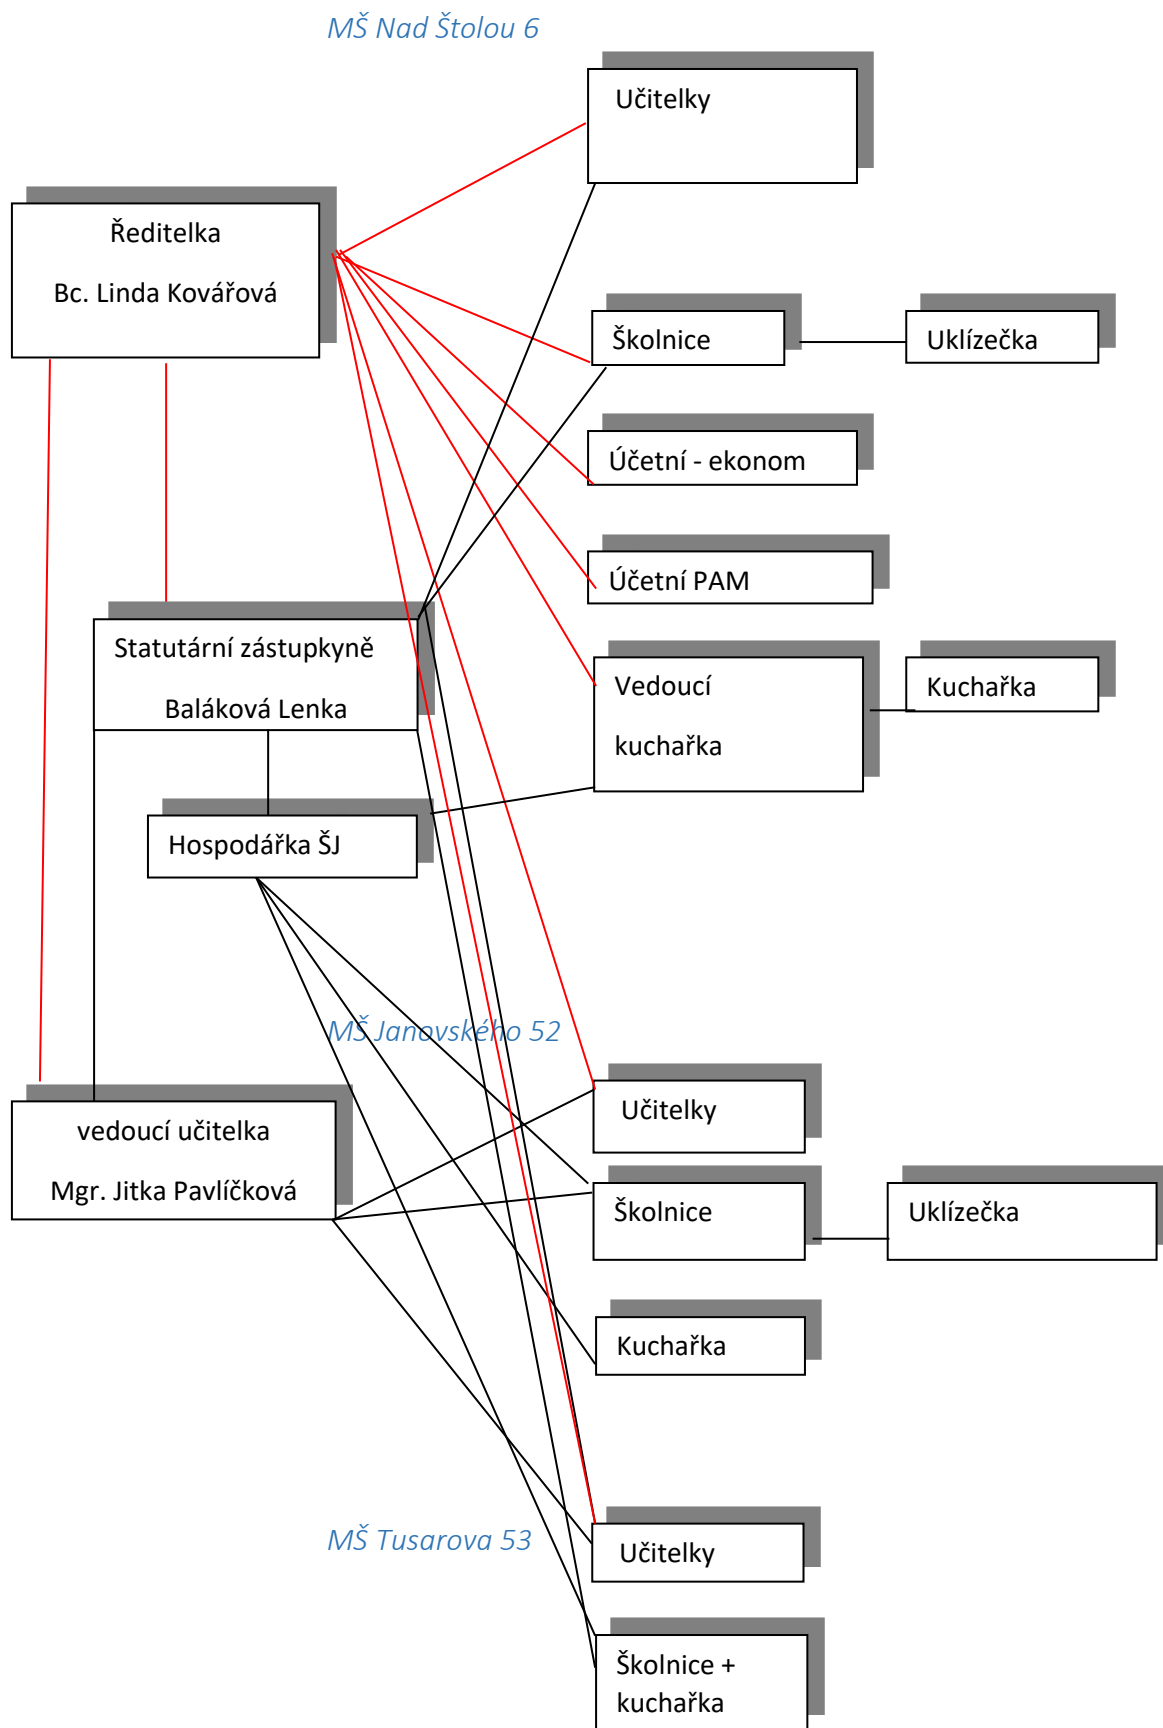 MŠ Nad Štolou 6
Učitelky
Ředitelka
Bc. Linda Kovářová
Školnice
Uklízečka
Účetní - ekonom
Účetní PAM
Statutární zástupkyně
Baláková Lenka
Vedoucí
kuchařka
Kuchařka
Hospodářka ŠJ
MŠ Janovského 52
Učitelky
vedoucí učitelka
Mgr. Jitka Pavlíčková
Školnice
Uklízečka
Kuchařka
MŠ Tusarova 53
Učitelky
Školnice +
kuchařka